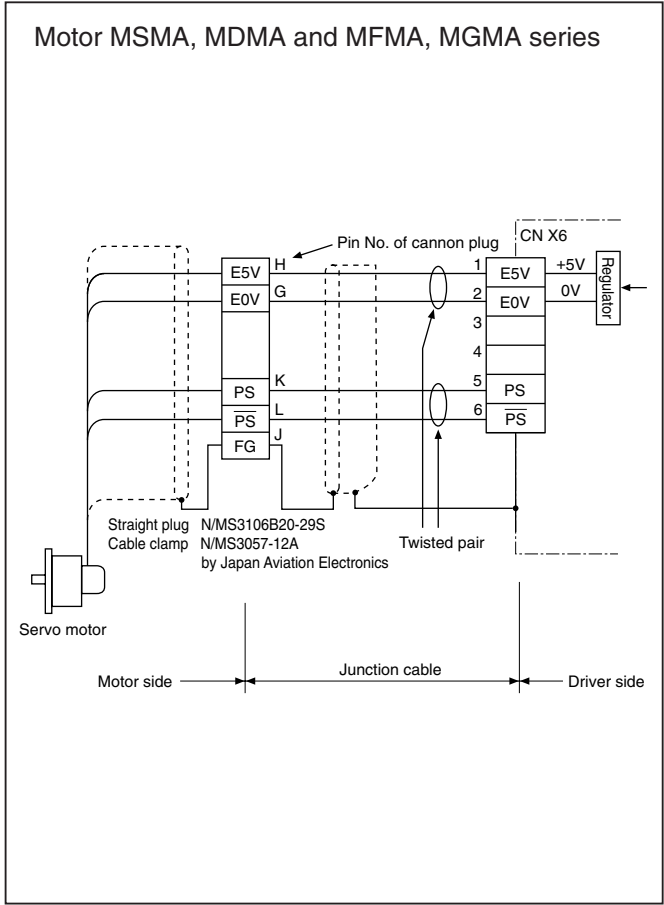 Motor MSMA, MDMA and MFMA, MGMA series
CN X6
Pin No. of cannon plug
E5V H 1 E5V +5V
E0V G 2 E0V 0V
Regulator
3
4
PS K 5 PS
P̅S̅ L 6 P̅S̅
FG J
Straight plug N/MS3106B20-29S
Cable clamp N/MS3057-12A
by Japan Aviation Electronics
Twisted pair
Servo motor
Motor side
Junction cable
Driver side